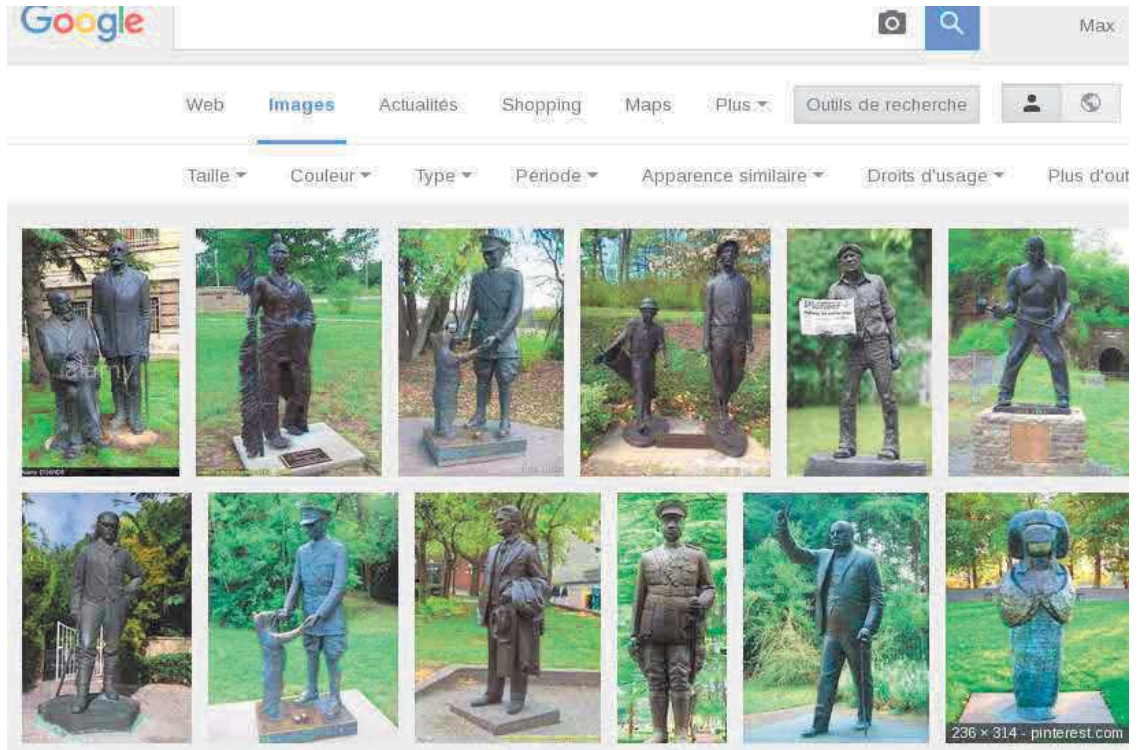 Google
Max
Web Images Actualités Shopping Maps Plus Outils de recherche
Taille Couleur Type Période Apparence similaire Droits d'usage Plus d'out
alamy
236 × 314 - pinterest.com